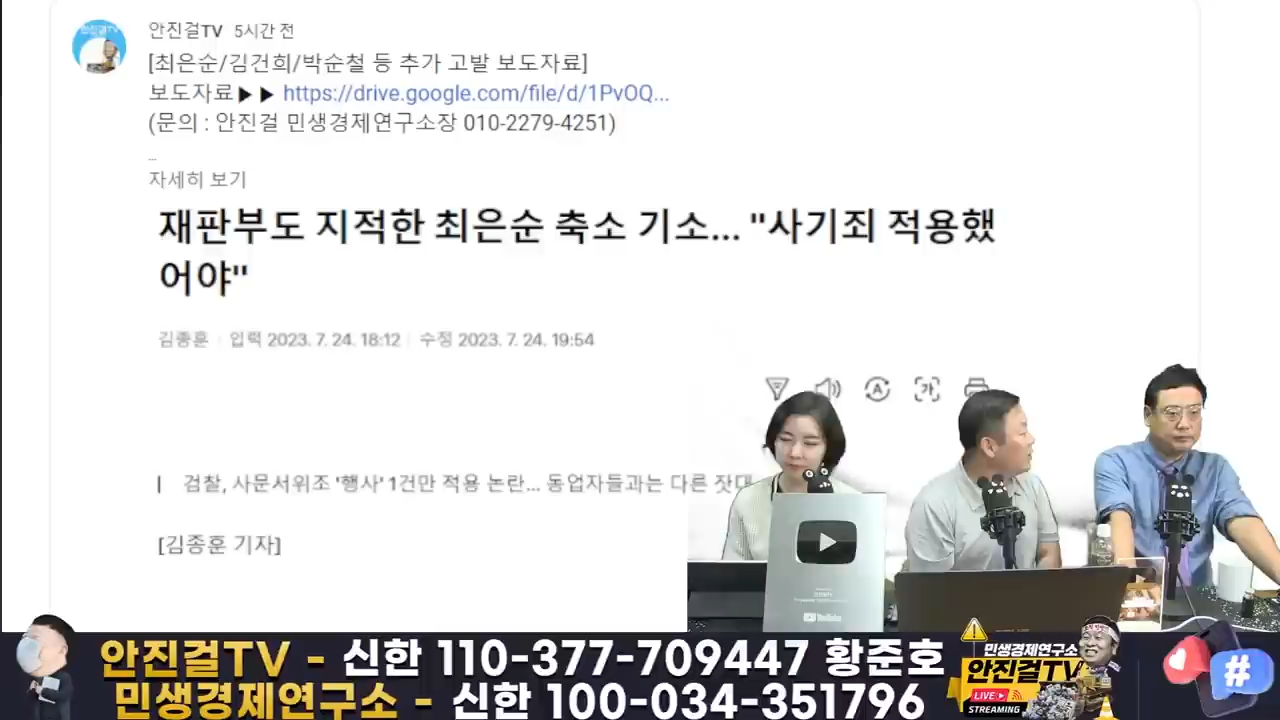 안진걸TV 5시간 전
[최은순/김건희/박순철 등 추가 고발 보도자료]
보도자료▶▶ https://drive.google.com/file/d/1PvOQ...
(문의 : 안진걸 민생경제연구소장 010-2279-4251)
...
자세히 보기
재판부도 지적한 최은순 축소 기소... "사기죄 적용했
어야"
김종훈 | 입력 2023. 7. 24. 18:12 | 수정 2023. 7. 24. 19:54
가
검찰, 사문서위조 '행사' 1건만 적용 논란... 동업자들과는 다른 잣대
[김종훈 기자]
YouTube
안진걸TV - 신한 110-377-709447 황준호
민생경제연구소 - 신한 100-034-351796
민생경제연구소
안진걸TV
LIVE
STREAMING
#